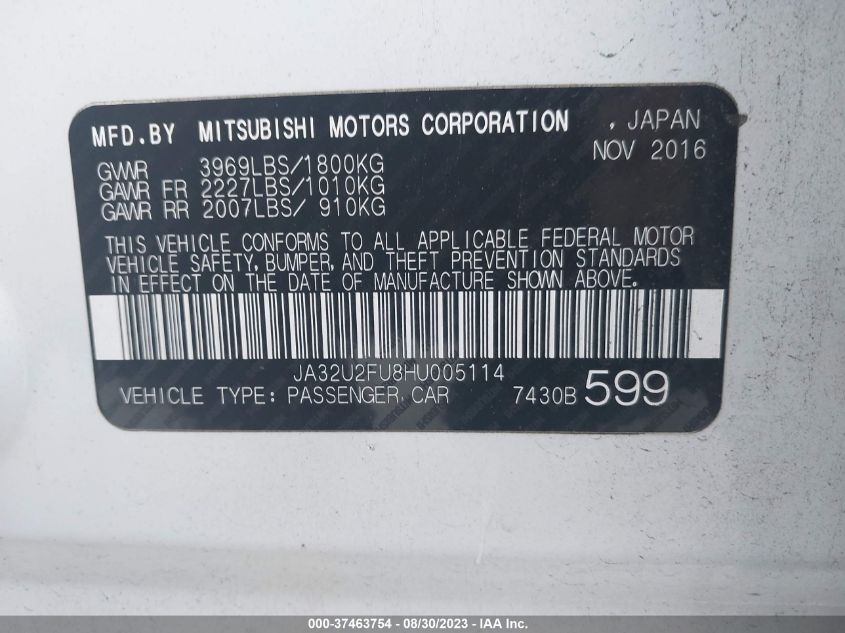 MFD.BY MITSUBISHI MOTORS CORPORATION , JAPAN
NOV 2016
GVWR 3969LBS/1800KG
GAWR FR 2227LBS/1010KG
GAWR RR 2007LBS/ 910KG
THIS VEHICLE CONFORMS TO ALL APPLICABLE FEDERAL MOTOR
VEHICLE SAFETY, BUMPER, AND THEFT PREVENTION STANDARDS
IN EFFECT ON THE DATE OF MANUFACTURE SHOWN ABOVE.
JA32U2FU8HU005114
VEHICLE TYPE: PASSENGER CAR 7430B 599
000-37463754 - 08/30/2023 - IAA Inc.